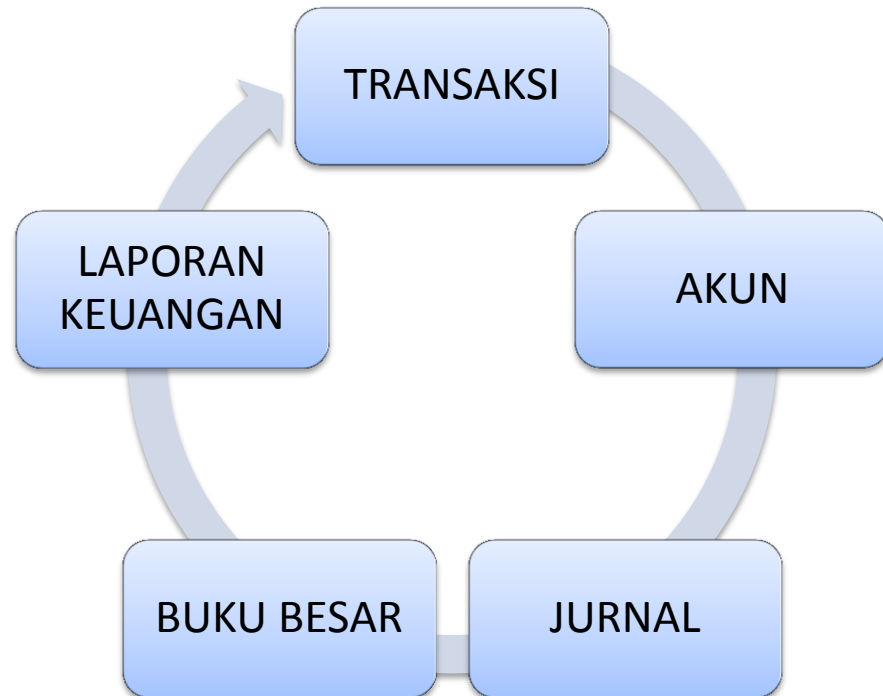 TRANSAKSI
AKUN
JURNAL
BUKU BESAR
LAPORAN
KEUANGAN